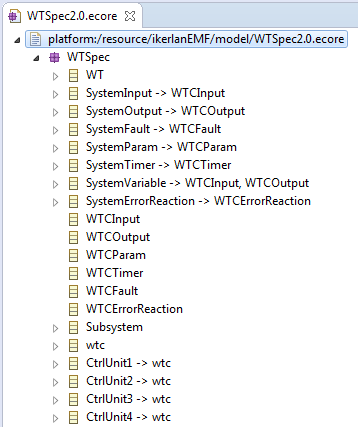 WTSpec2.0.ecore
platform:/resource/ikerlanEMF/model/WTSpec2.0.ecore
WTSpec
WT
SystemInput -> WTCInput
SystemOutput -> WTCOutput
SystemFault -> WTCFault
SystemParam -> WTCParam
SystemTimer -> WTCTimer
SystemVariable -> WTCInput, WTCOutput
SystemErrorReaction -> WTCErrorReaction
WTCInput
WTCOutput
WTCParam
WTCTimer
WTCFault
WTCErrorReaction
Subsystem
wtc
CtrlUnit1 -> wtc
CtrlUnit2 -> wtc
CtrlUnit3 -> wtc
CtrlUnit4 -> wtc